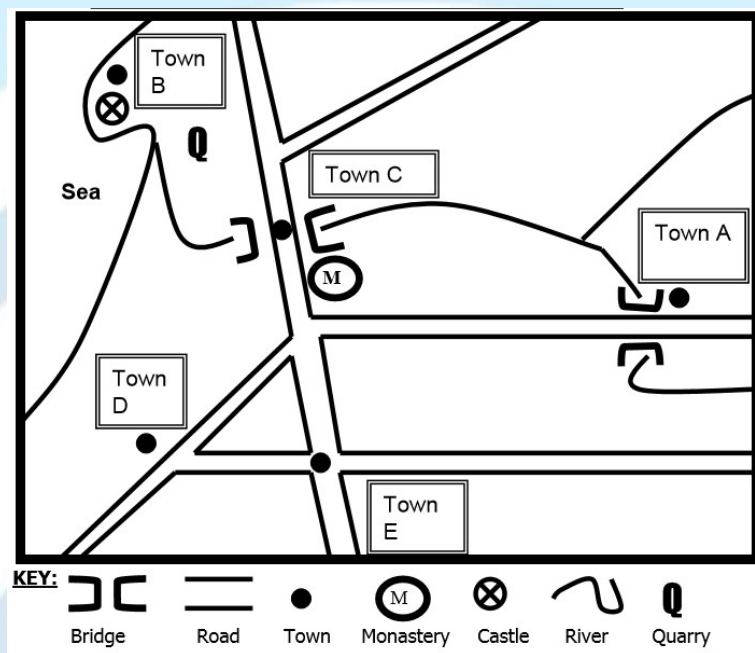 Town
B
Q
Sea
Town C
Town A
M
Town
D
Town
E
KEY:
M
Q
Bridge Road Town Monastery Castle River Quarry